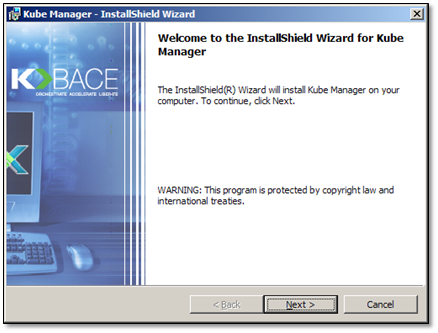 Kube Manager - InstallShield Wizard
Welcome to the InstallShield Wizard for Kube
Manager
K>BACE
ORCHESTRATE ACCELERATE LIBERATE
The InstallShield(R) Wizard will install Kube Manager on your
computer. To continue, click Next.
WARNING: This program is protected by copyright law and
international treaties.
< Back
Next >
Cancel